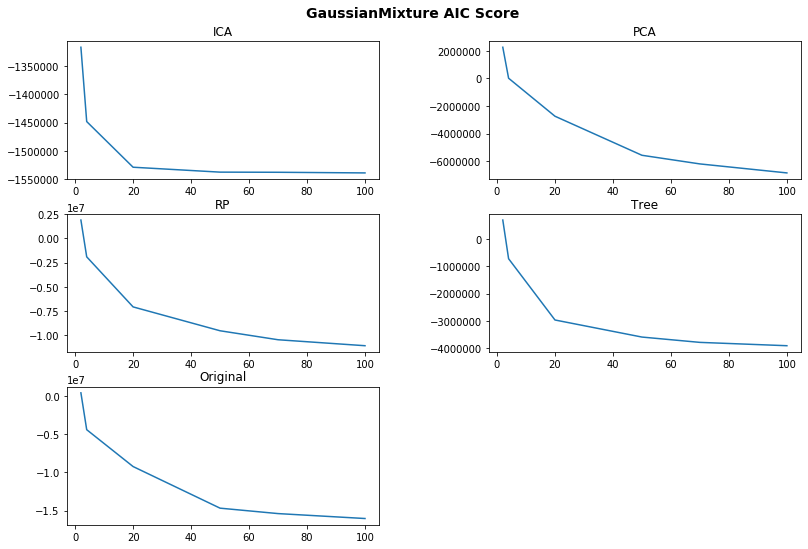 GaussianMixture AIC Score
ICA
−1350000
−1400000
−1450000
−1500000
−1550000
0 20 40 60 80 100
PCA
2000000
0
−2000000
−4000000
−6000000
0 20 40 60 80 100
RP
1e7
0.25
0.00
−0.25
−0.50
−0.75
−1.00
0 20 40 60 80 100
Tree
0
−1000000
−2000000
−3000000
−4000000
0 20 40 60 80 100
Original
1e7
0.0
−0.5
−1.0
−1.5
0 20 40 60 80 100